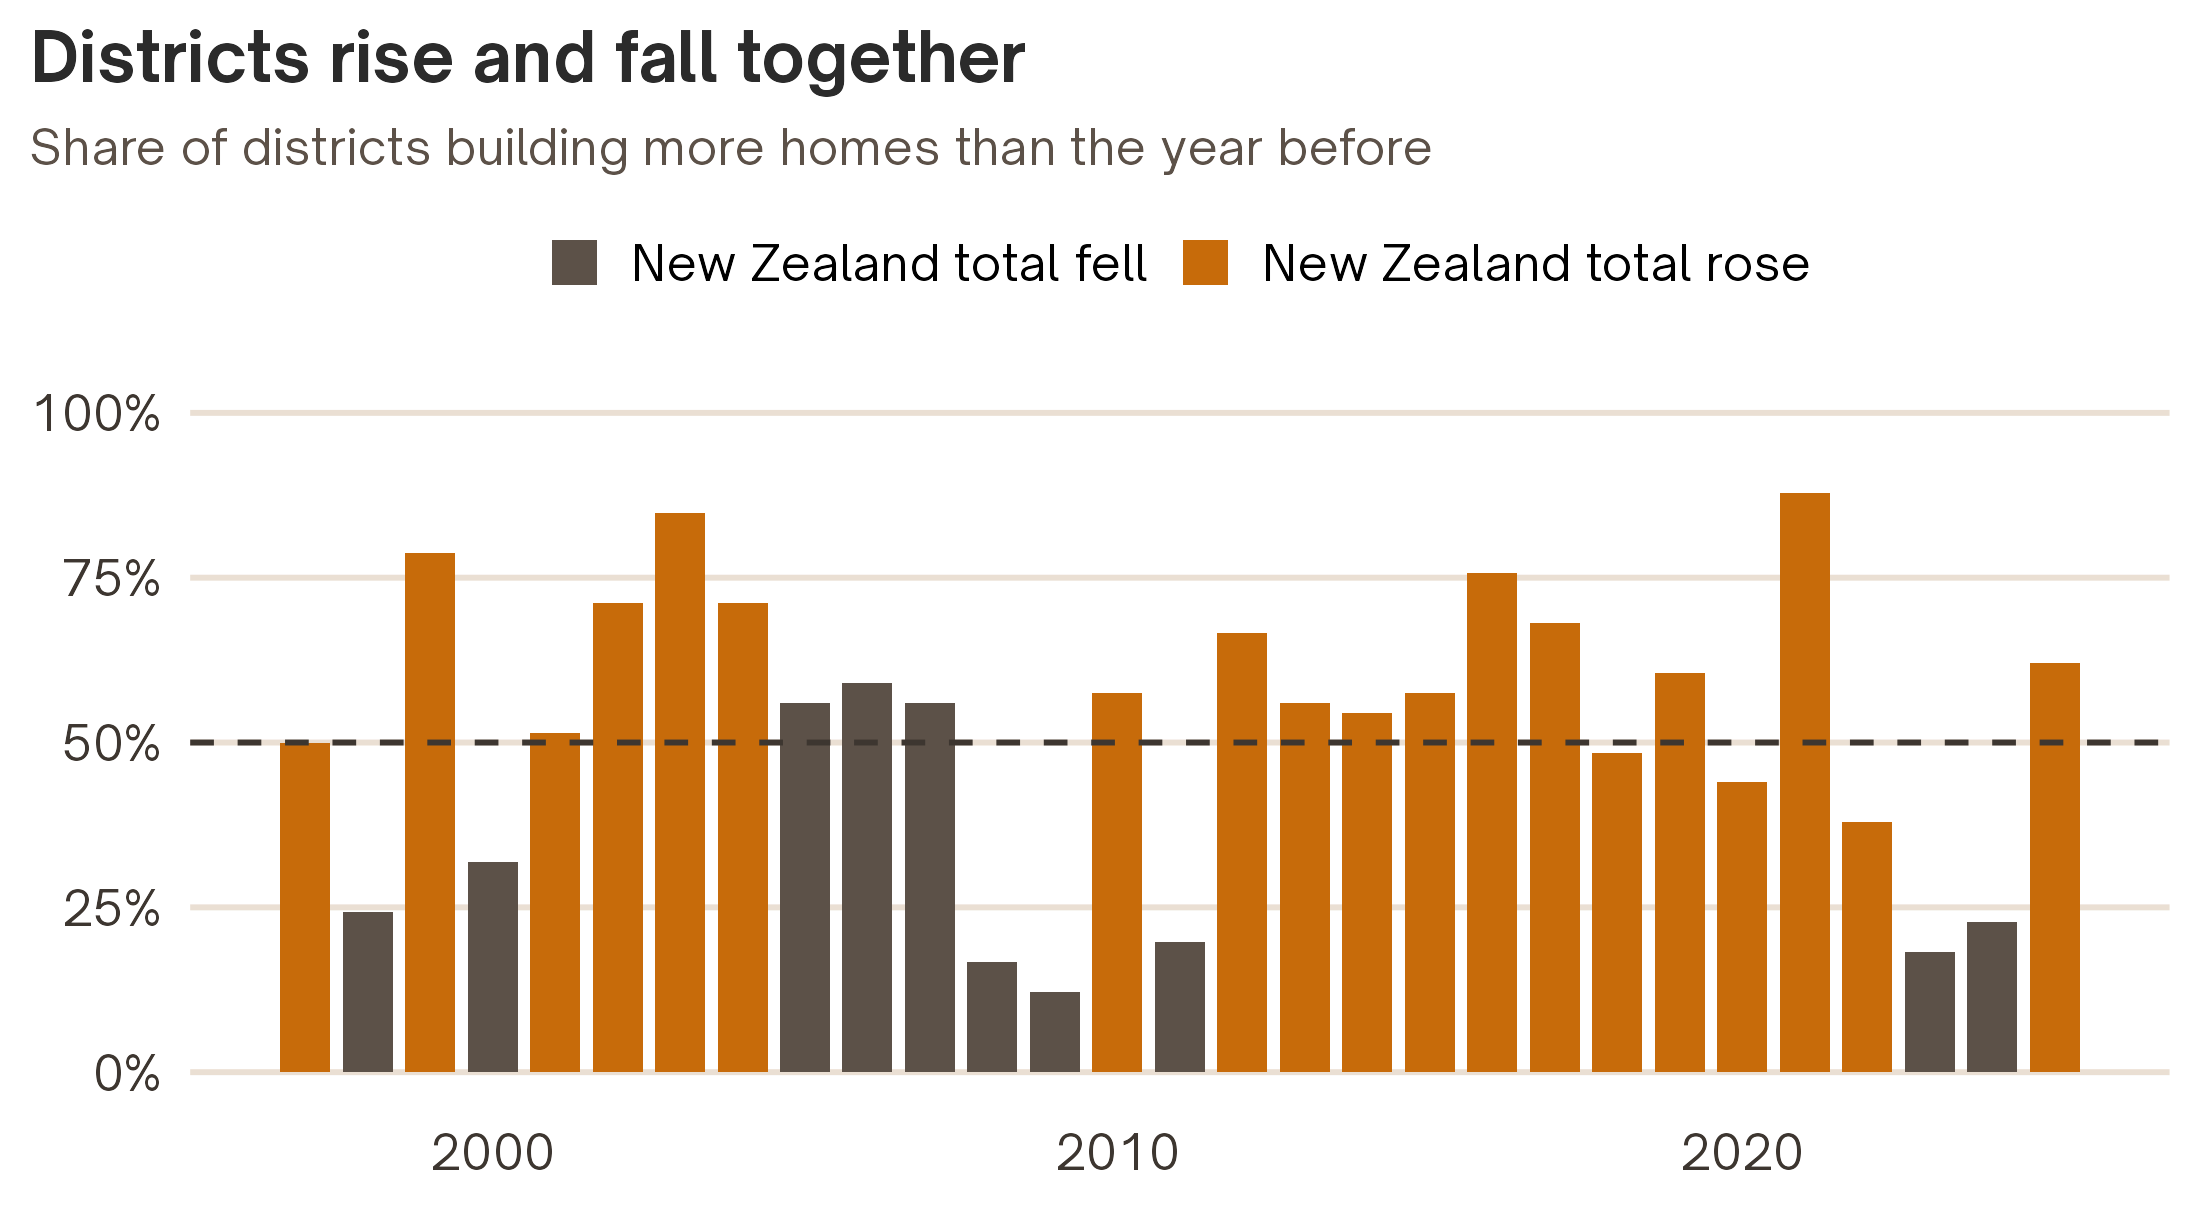 Districts rise and fall together
Share of districts building more homes than the year before
New Zealand total fell
New Zealand total rose
100%
75%
50%
25%
0%
2000
2010
2020